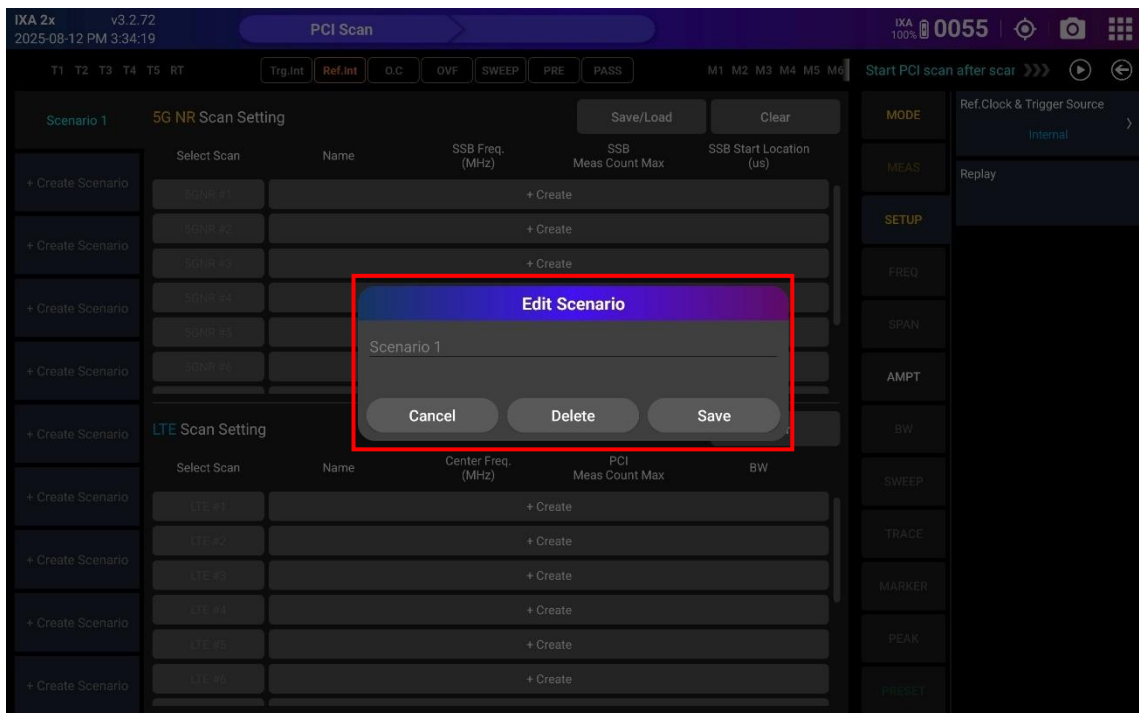 IXA 2x v3.2.72
2025-08-12 PM 3:34:19
PCI Scan
IXA 100% 0055
T1 T2 T3 T4 T5 RT Trg.Int Ref.Int O.C OVF SWEEP PRE PASS M1 M2 M3 M4 M5 M6
Start PCI scan after scar
Scenario 1
+ Create Scenario
+ Create Scenario
+ Create Scenario
+ Create Scenario
+ Create Scenario
+ Create Scenario
+ Create Scenario
+ Create Scenario
+ Create Scenario
5G NR Scan Setting Save/Load Clear
Select Scan Name SSB Freq. (MHz) SSB Meas Count Max SSB Start Location (us)
5GNR #1 + Create
5GNR #2 + Create
5GNR #3 + Create
5GNR #4
5GNR #5
5GNR #6
Edit Scenario
Scenario 1
Cancel Delete Save
LTE Scan Setting
Select Scan Name Center Freq. (MHz) PCI Meas Count Max BW
LTE #1 + Create
LTE #2 + Create
LTE #3 + Create
LTE #4 + Create
LTE #5 + Create
LTE #6 + Create
MODE
MEAS
SETUP
FREQ
SPAN
AMPT
BW
SWEEP
TRACE
MARKER
PEAK
PRESET
Ref.Clock & Trigger Source
Internal
Replay